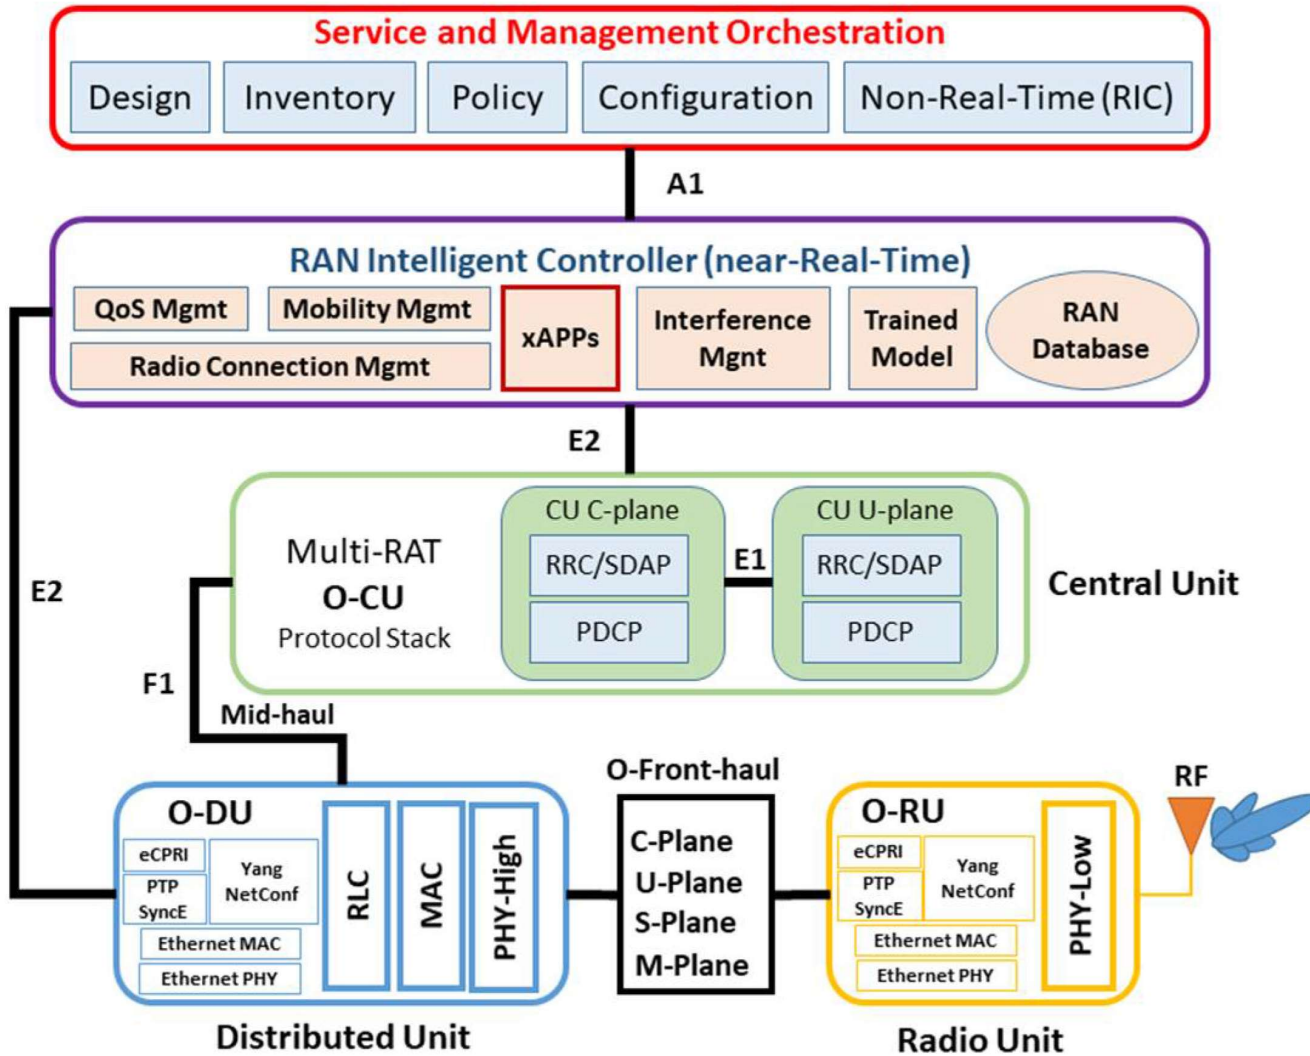 Service and Management Orchestration
Design
Inventory
Policy
Configuration
Non-Real-Time (RIC)
A1
RAN Intelligent Controller (near-Real-Time)
QoS Mgmt
Mobility Mgmt
Radio Connection Mgmt
xAPPs
Interference
Mgnt
Trained
Model
RAN
Database
E2
E2
Multi-RAT
O-CU
Protocol Stack
CU C-plane
RRC/SDAP
PDCP
E1
CU U-plane
RRC/SDAP
PDCP
Central Unit
F1
Mid-haul
O-DU
eCPRI
PTP
SyncE
Yang
NetConf
Ethernet MAC
Ethernet PHY
RLC
MAC
PHY-High
Distributed Unit
O-Front-haul
C-Plane
U-Plane
S-Plane
M-Plane
O-RU
eCPRI
PTP
SyncE
Yang
NetConf
Ethernet MAC
Ethernet PHY
PHY-Low
Radio Unit
RF